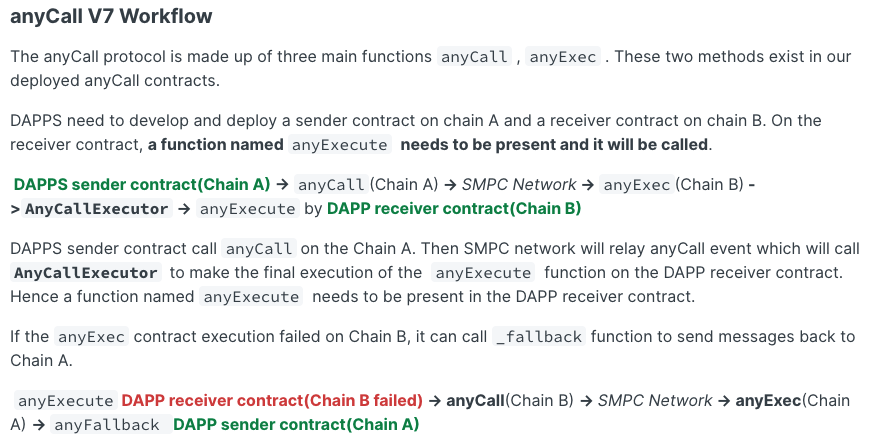 anyCall V7 Workflow
The anyCall protocol is made up of three main functions anyCall , anyExec . These two methods exist in our
deployed anyCall contracts.
DAPPS need to develop and deploy a sender contract on chain A and a receiver contract on chain B. On the
receiver contract, a function named anyExecute needs to be present and it will be called.
DAPPS sender contract(Chain A) → anyCall (Chain A) → SMPC Network → anyExec (Chain B) -
> AnyCallExecutor → anyExecute by DAPP receiver contract(Chain B)
DAPPS sender contract call anyCall on the Chain A. Then SMPC network will relay anyCall event which will call
AnyCallExecutor to make the final execution of the anyExecute function on the DAPP receiver contract.
Hence a function named anyExecute needs to be present in the DAPP receiver contract.
If the anyExec contract execution failed on Chain B, it can call _fallback function to send messages back to
Chain A.
anyExecute DAPP receiver contract(Chain B failed) → anyCall(Chain B) → SMPC Network → anyExec(Chain
A) → anyFallback DAPP sender contract(Chain A)